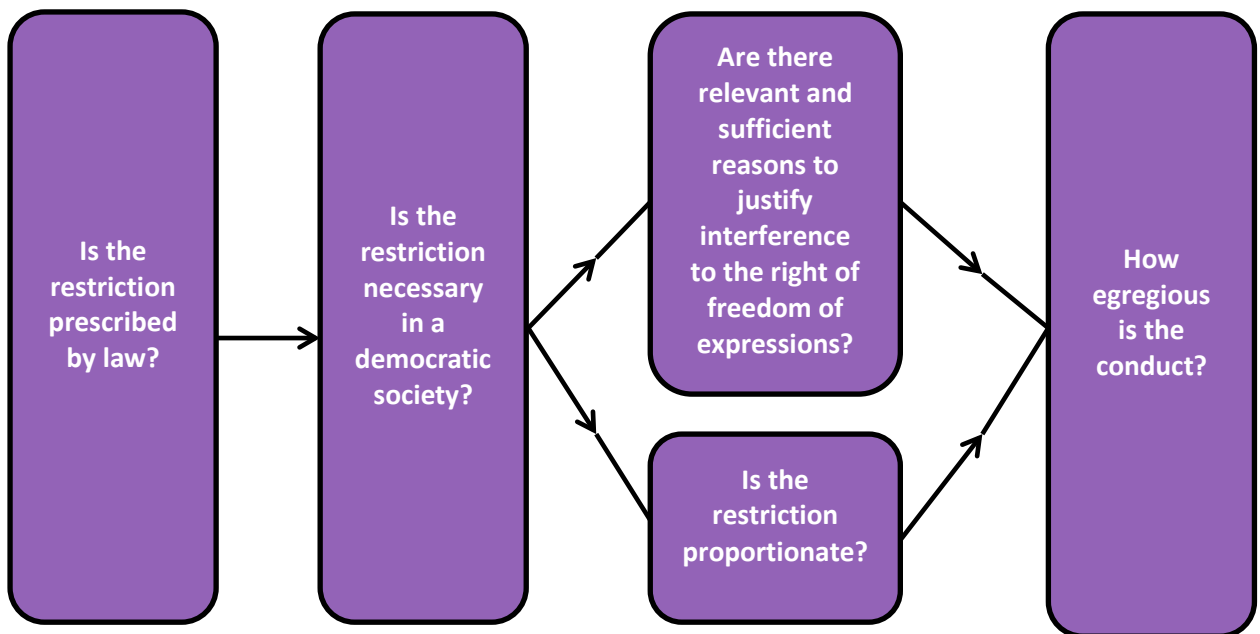 Is the
restriction
prescribed
by law?
Is the
restriction
necessary
in a
democratic
society?
Are there
relevant and
sufficient
reasons to
justify
interference
to the right of
freedom of
expressions?
Is the
restriction
proportionate?
How
egregious
is the
conduct?